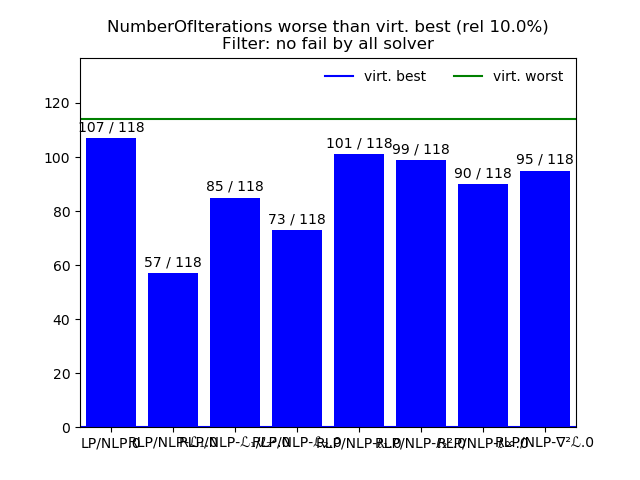 NumberOfIterations worse than virt. best (rel 10.0%)
Filter: no fail by all solver
virt. best
virt. worst
120
100
80
60
40
20
0
107 / 118
57 / 118
85 / 118
73 / 118
101 / 118
99 / 118
90 / 118
95 / 118
LP/NLP